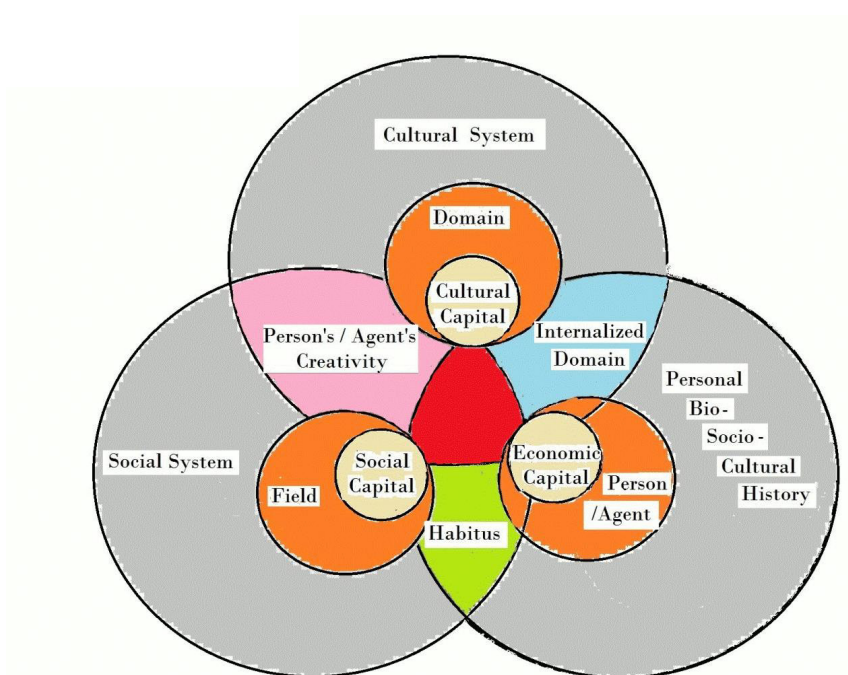 Cultural System
Domain
Cultural
Capital
Person's / Agent's
Creativity
Internalized
Domain
Personal
Bio-
Socio-
Cultural
History
Social System
Field
Social
Capital
Economic
Capital
Person
/Agent
Habitus